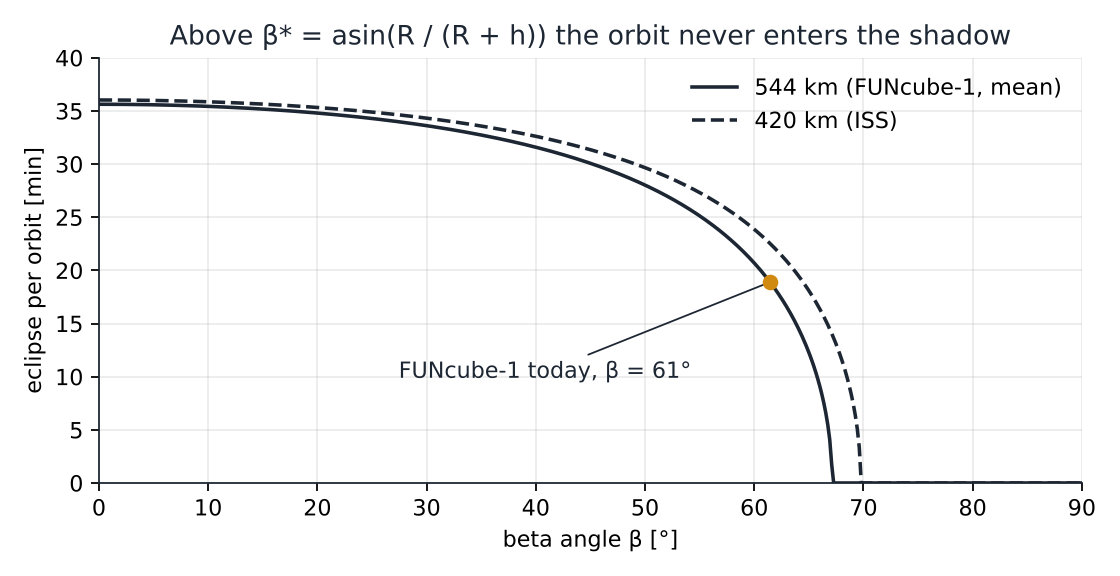 Above β* = asin(R / (R + h)) the orbit never enters the shadow
544 km (FUNcube-1, mean)
420 km (ISS)
eclipse per orbit [min]
40
35
30
25
20
15
10
5
0
FUNcube-1 today, β = 61°
0 10 20 30 40 50 60 70 80 90
beta angle β [°]